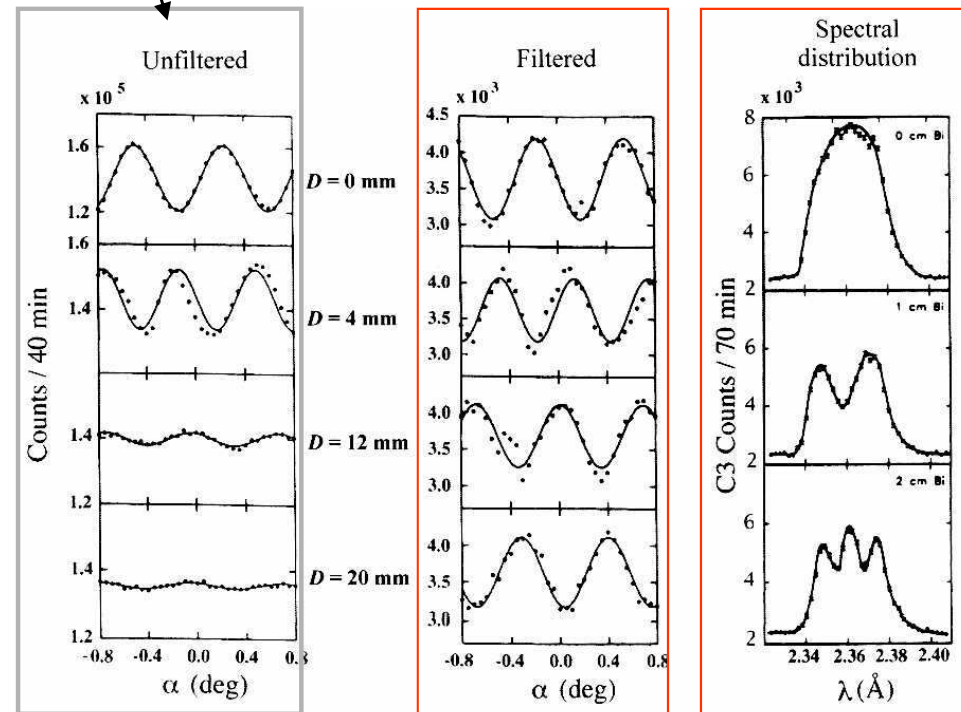 Unfiltered
x 10 5
1.6
1.2
1.6
1.4
1.4
1.2
1.4
1.2
-0.8 -0.4 0.0 0.4 0.8
α (deg)
Counts / 40 min
D = 0 mm
D = 4 mm
D = 12 mm
D = 20 mm
Filtered
x 10 3
4.5
4.0
3.5
3.0
4.0
3.5
3.0
4.0
3.5
3.0
4.0
3.5
3.0
-0.8 -0.4 0.0 0.4 0.8
α (deg)
Spectral
distribution
x 10 3
8
0 cm Bi
6
4
2
1 cm Bi
6
4
2
2 cm Bi
6
4
2
2.34 2.36 2.38 2.40
λ (Å)
C3 Counts / 70 min